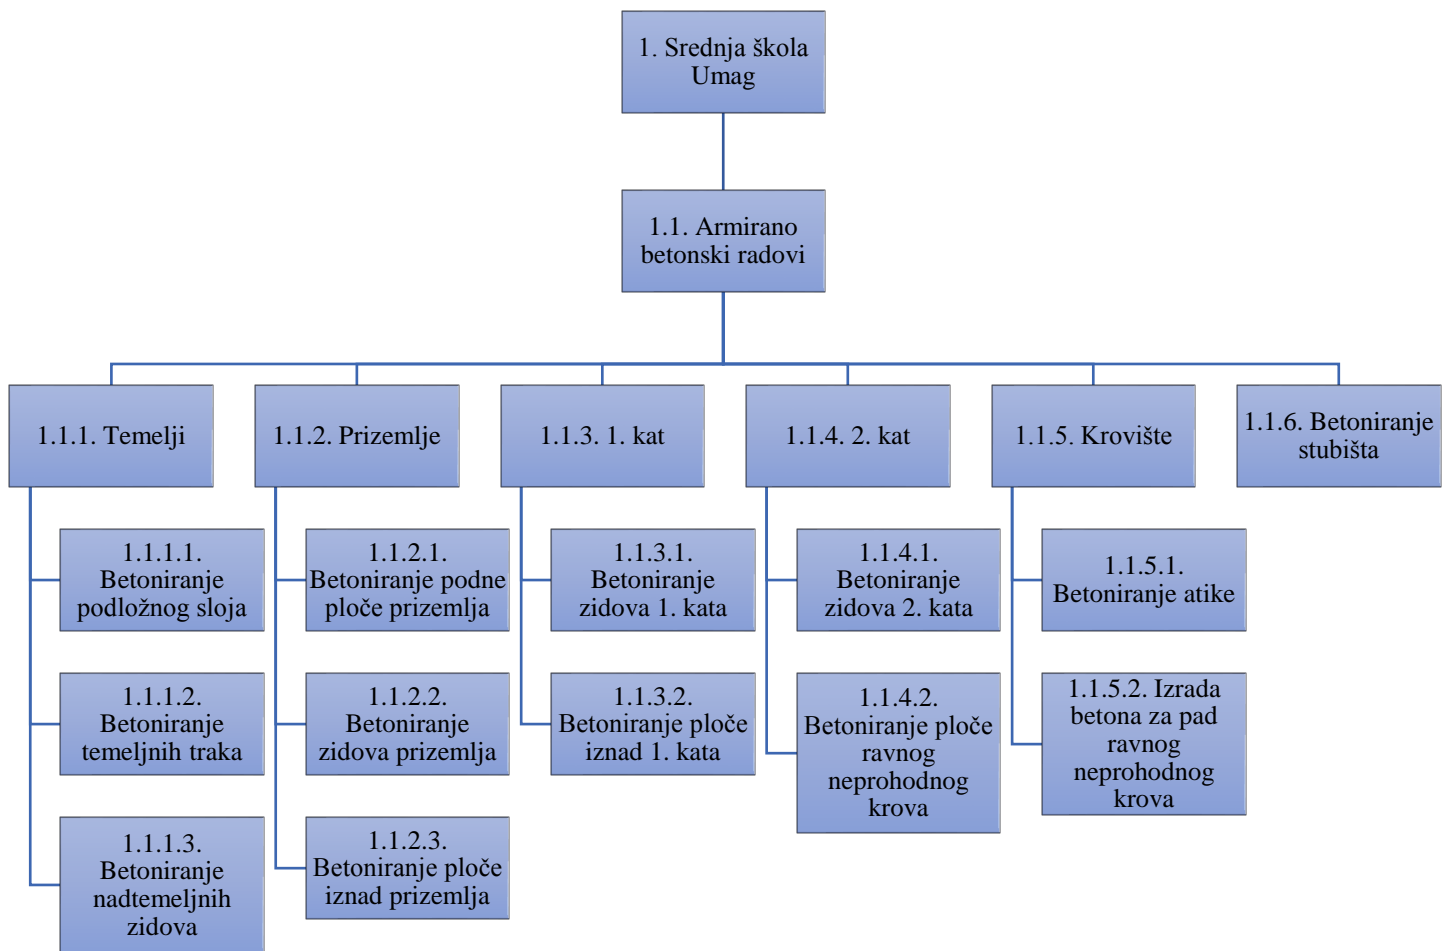 1. Srednja škola
Umag
1.1. Armirano
betonski radovi
1.1.1. Temelji
1.1.2. Prizemlje
1.1.3. 1. kat
1.1.4. 2. kat
1.1.5. Krovište
1.1.6. Betoniranje
stubišta
1.1.1.1.
Betoniranje
podložnog sloja
1.1.1.2.
Betoniranje
temeljnih traka
1.1.1.3.
Betoniranje
nadtemeljnih
zidova
1.1.2.1.
Betoniranje podne
ploče prizemlja
1.1.2.2.
Betoniranje
zidova prizemlja
1.1.2.3.
Betoniranje ploče
iznad prizemlja
1.1.3.1.
Betoniranje
zidova 1. kata
1.1.3.2.
Betoniranje ploče
iznad 1. kata
1.1.4.1.
Betoniranje
zidova 2. kata
1.1.4.2.
Betoniranje ploče
ravnog
neprohodnog
krova
1.1.5.1.
Betoniranje atike
1.1.5.2. Izrada
betona za pad
ravnog
neprohodnog
krova